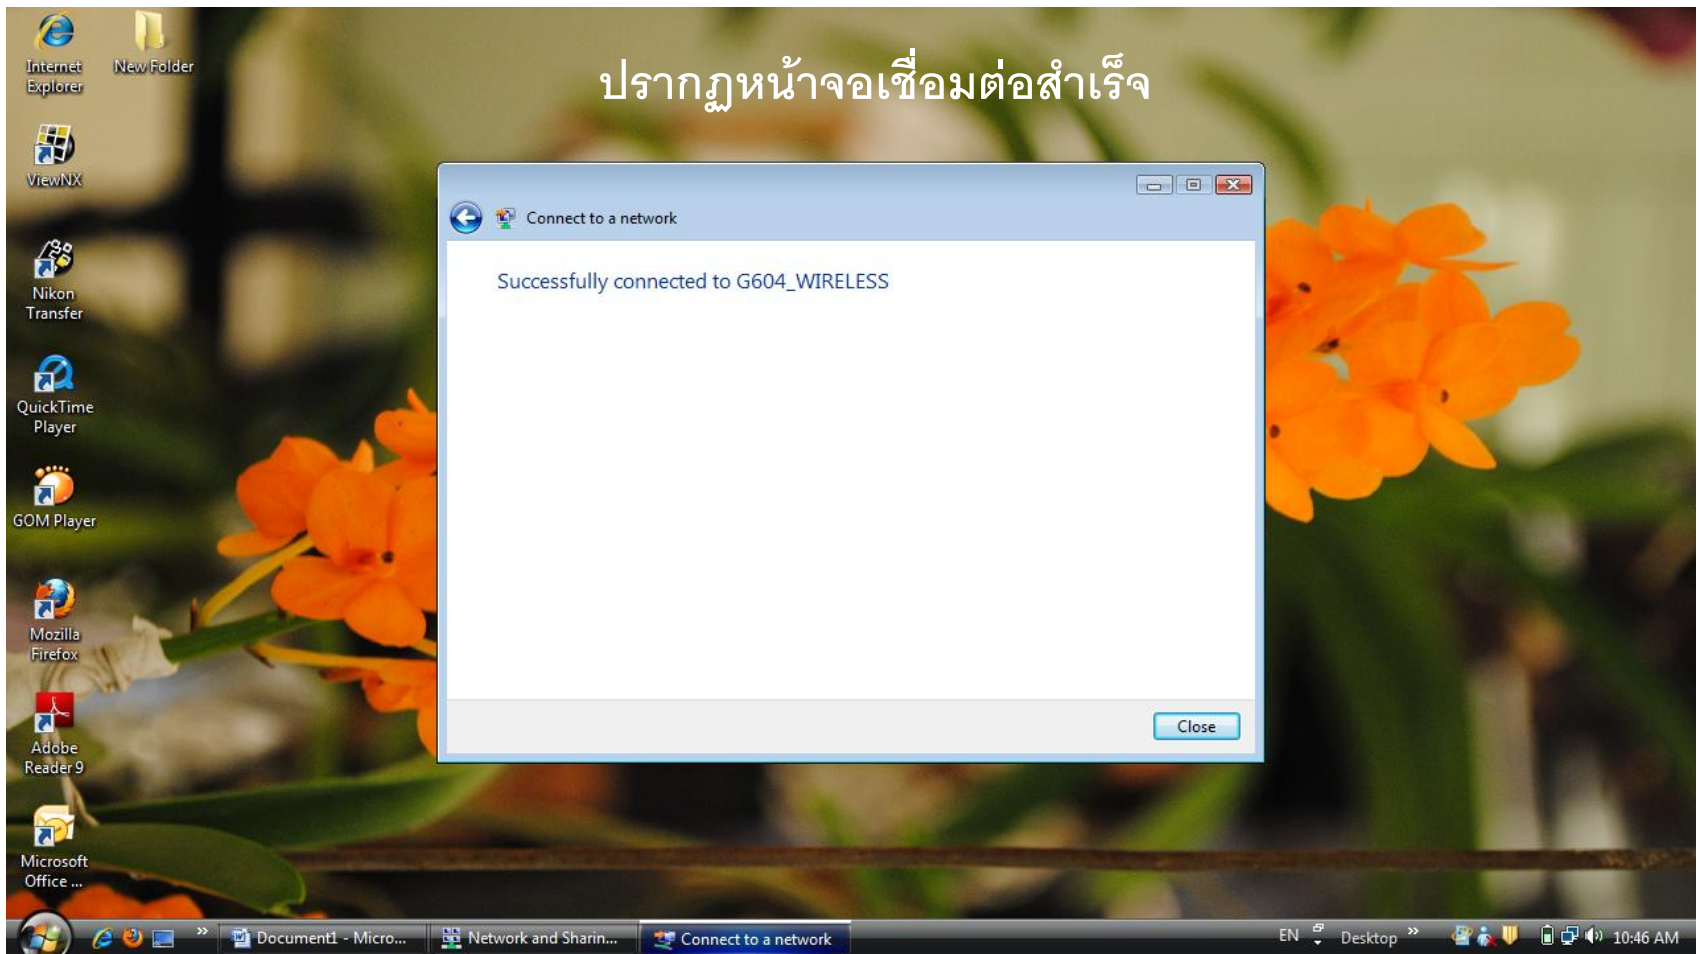 Internet
Explorer
New Folder
ปรากฏหน้าจอเชื่อมต่อสำเร็จ
ViewNX
Nikon
Transfer
QuickTime
Player
GOM Player
Mozilla
Firefox
Adobe
Reader 9
Microsoft
Office ...
Connect to a network
Successfully connected to G604_WIRELESS
Close
Document1 - Micro...
Network and Sharin...
Connect to a network
EN
Desktop
10:46 AM